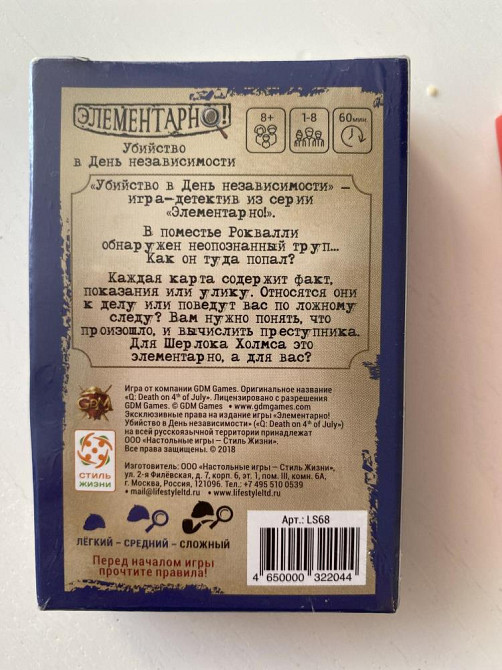 ЭЛЕМЕНТАРНО!
8+
1-8
60мин.
Убийство
в День независимости
«Убийство в День независимости» —
игра-детектив из серии
«Элементарно!».
В поместье Роквалли
обнаружен неопознанный труп...
Как он туда попал?
Каждая карта содержит факт,
показания или улику. Относятся они
к делу или поведут вас по ложному
следу? Вам нужно понять, что
произошло, и вычислить преступника.
Для Шерлока Холмса это
элементарно, а для вас?
GDM
Игра от компании GDM Games. Оригинальное название
«Q: Death on 4th of July». Лицензировано с разрешения
GDM Games. © GDM Games • www.gdmgames.com
Эксклюзивные права на издание игры «Элементарно!
Убийство в День независимости» («Q: Death on 4th of July»)
на всей русскоязычной территории принадлежат
ООО «Настольные игры — Стиль Жизни».
Все права защищены. © 2018
СТИЛЬ
ЖИЗНИ
Изготовитель: ООО «Настольные игры — Стиль Жизни»,
ул. 2-я Филёвская, д. 7, корп. 6, эт. 1, пом. III, комн. 6А,
г. Москва, Россия, 121096. Тел.: +7 495 510 0539
• mail@lifestyleltd.ru • www.lifestyleltd.ru
ЛЁГКИЙ – СРЕДНИЙ – СЛОЖНЫЙ
Перед началом игры
прочтите правила!
Арт.: LS68
4 650000 322044